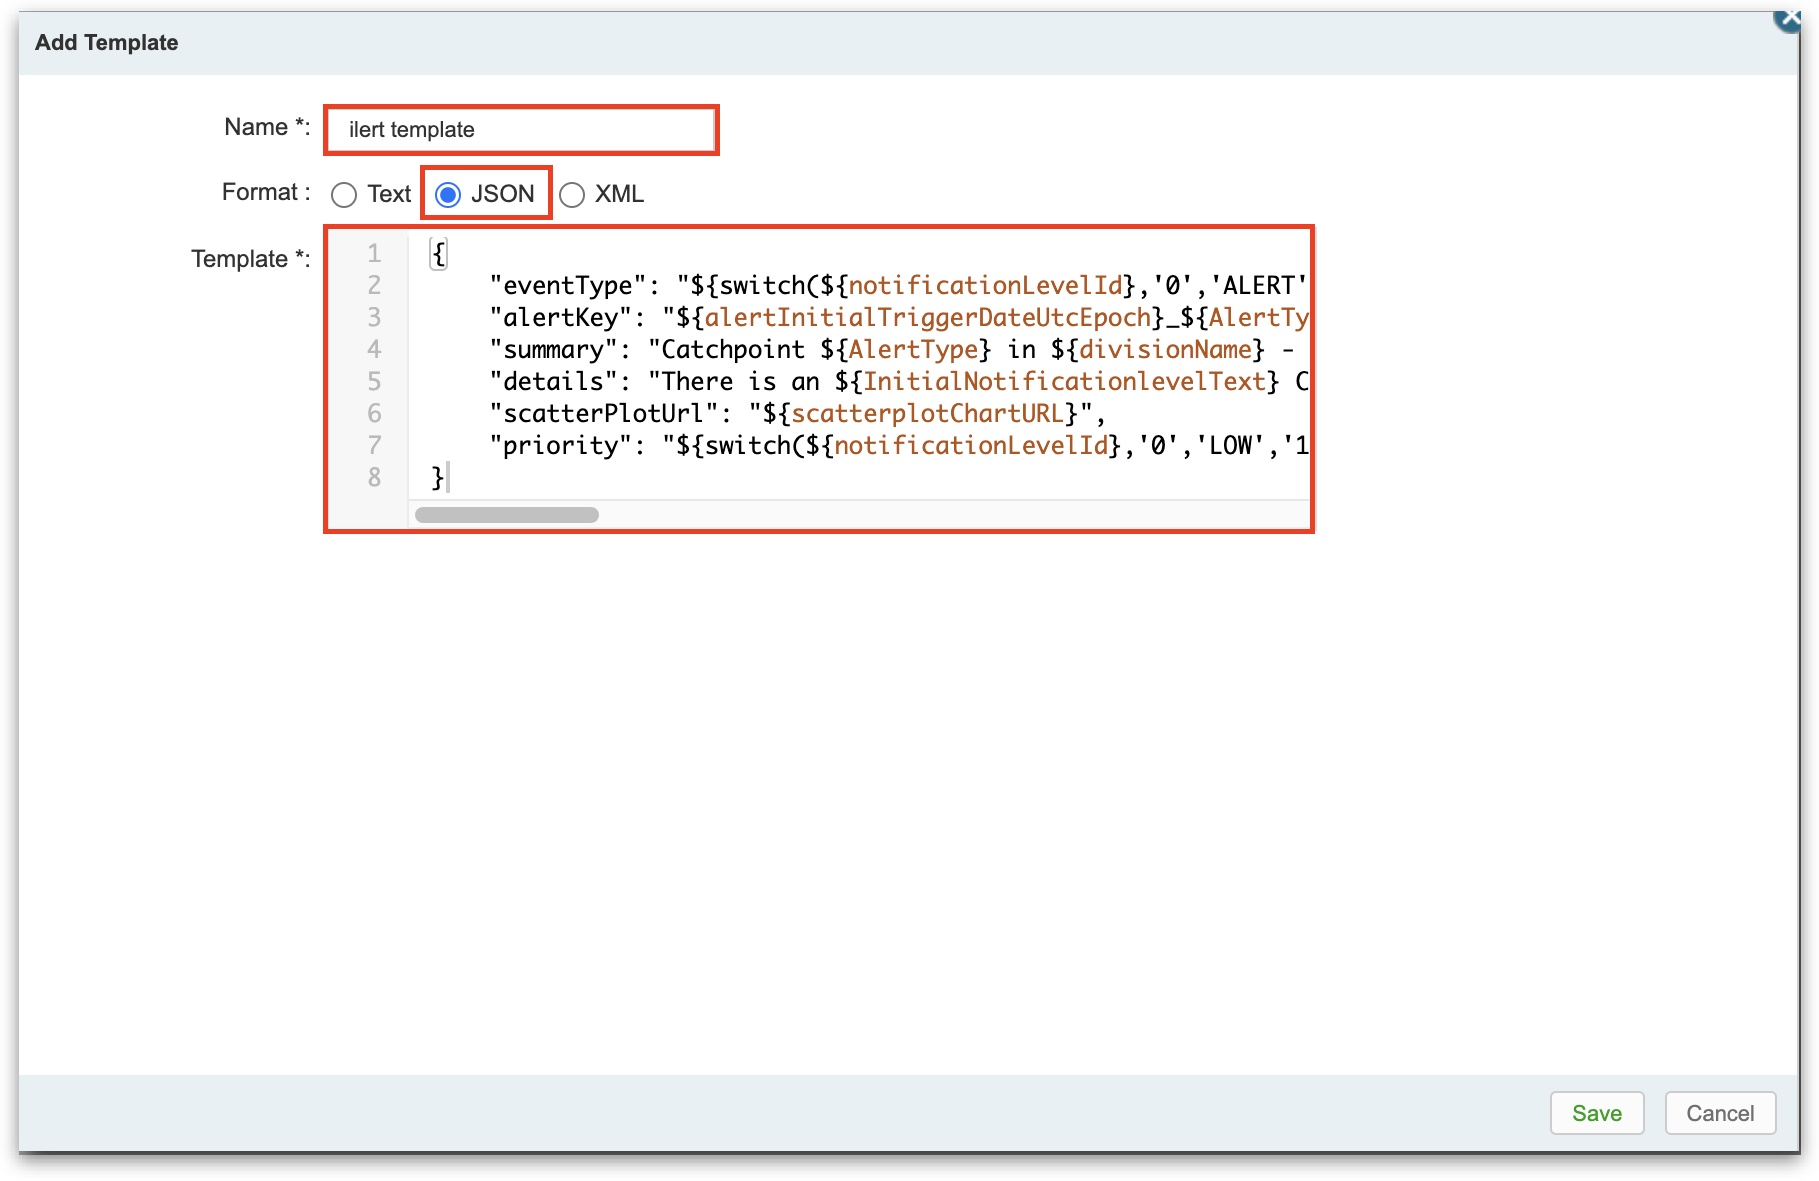 Add Template
Name *:
ilert template
Format :
Text
JSON
XML
Template *:
1 {
2 "eventType": "${switch(${notificationLevelId},'0','ALERT'
3 "alertKey": "${alertInitialTriggerDateUtcEpoch}_${AlertTy
4 "summary": "Catchpoint ${AlertType} in ${divisionName} -
5 "details": "There is an ${InitialNotificationlevelText} C
6 "scatterPlotUrl": "${scatterplotChartURL}",
7 "priority": "${switch(${notificationLevelId},'0','LOW','1
8 }
Save
Cancel